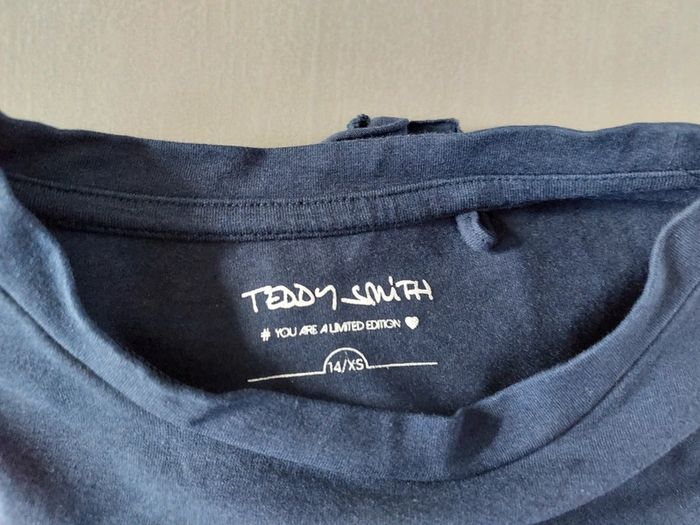 TEDDY SMITH
# YOU ARE A LIMITED EDITION ♥
14/XS